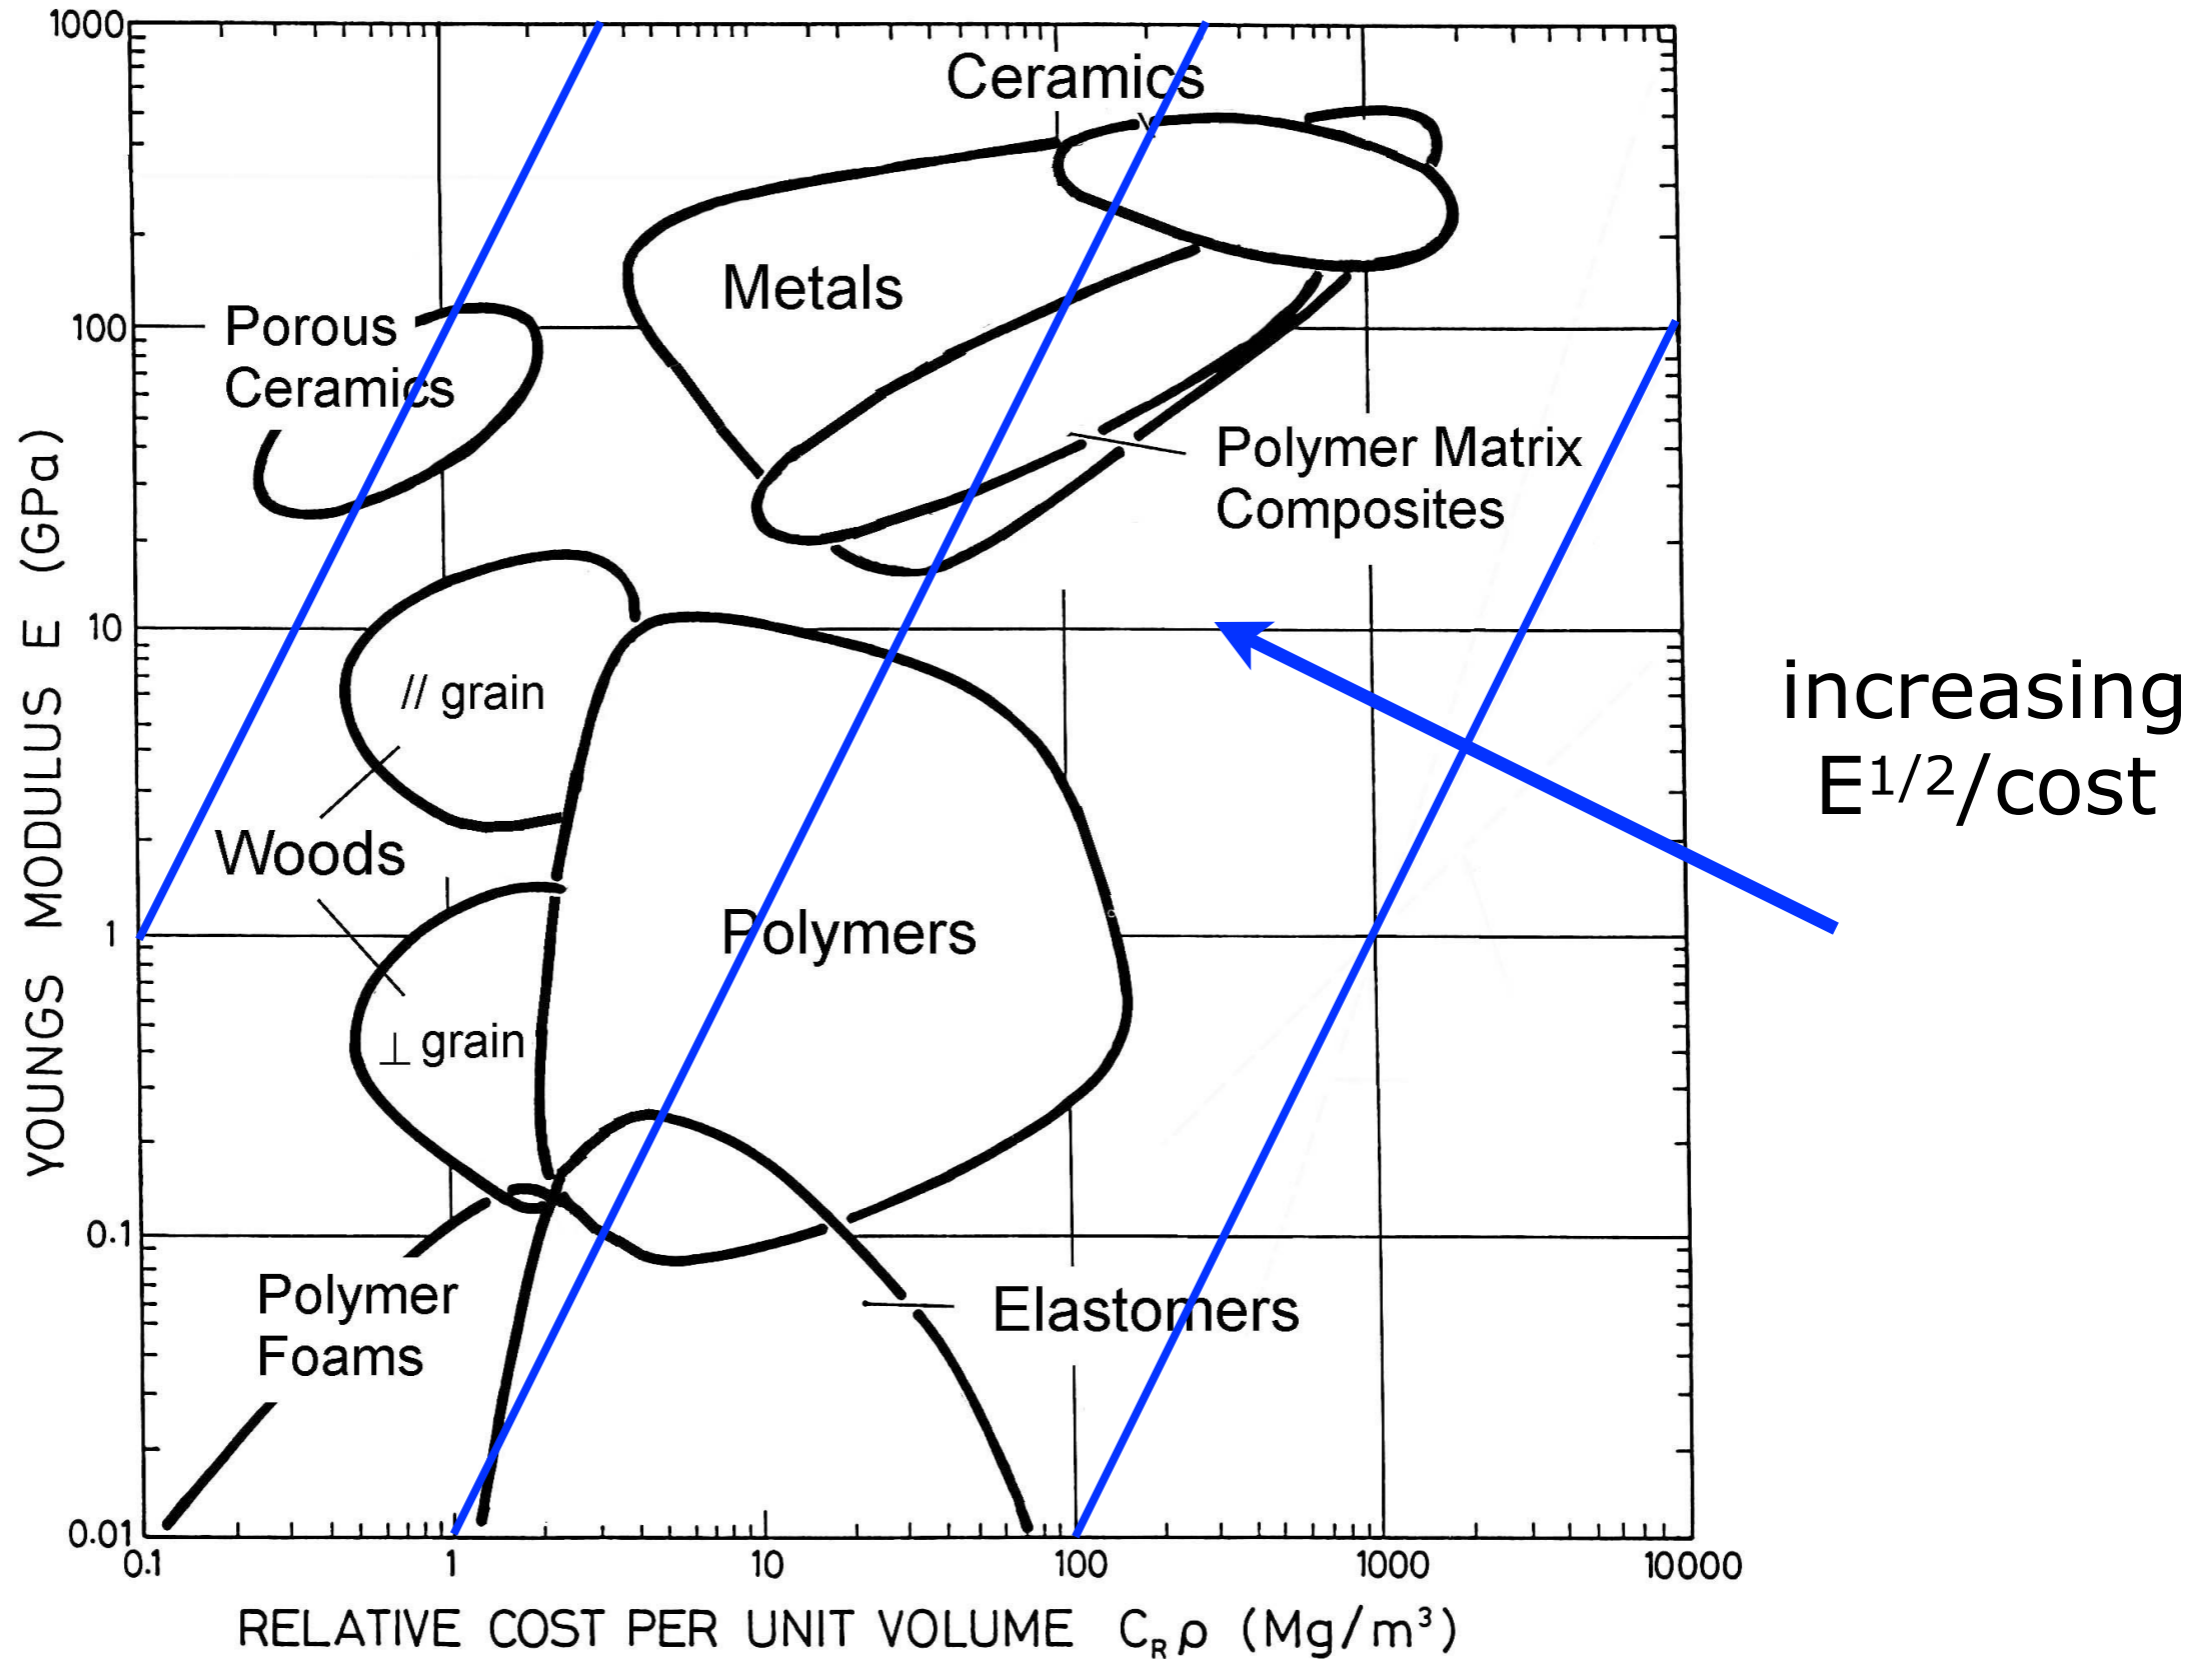 1000
100
10
1
0.1
0.01
YOUNGS MODULUS E (GPa)
Ceramics
Metals
Porous
Ceramics
Polymer Matrix
Composites
// grain
Woods
⊥ grain
Polymers
Polymer
Foams
Elastomers
increasing
E1/2/cost
0.1 1 10 100 1000 10000
RELATIVE COST PER UNIT VOLUME CRρ (Mg/m³)